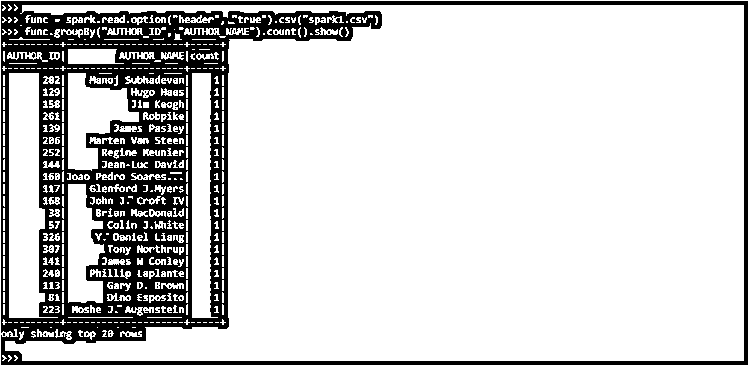 >>>
>>> func = spark.read.option("header", "true").csv("spark1.csv")
>>> func.groupBy("AUTHOR_ID", "AUTHOR_NAME").count().show()
+---------+--------------------+-----+
|AUTHOR_ID|         AUTHOR_NAME|count|
+---------+--------------------+-----+
|      202|    Manoj Subhadevan|    1|
|      129|           Hugo Haas|    1|
|      158|           Jim Keogh|    1|
|      261|             Robpike|    1|
|      139|        James Pasley|    1|
|      206|    Marten Van Steen|    1|
|      252|      Regine Meunier|    1|
|      144|      Jean-Luc David|    1|
|      160|Joao Pedro Soares...|    1|
|      117|    Glenford J.Myers|    1|
|      168|    John J. Croft IV|    1|
|       38|     Brian MacDonald|    1|
|       57|       Colin J.White|    1|
|      326|     Y. Daniel Liang|    1|
|      307|       Tony Northrup|    1|
|      141|      James W Conley|    1|
|      240|    Phillip Laplante|    1|
|      113|       Gary D. Brown|    1|
|       81|       Dino Esposito|    1|
|      223| Moshe J. Augenstein|    1|
+---------+--------------------+-----+
only showing top 20 rows
>>>